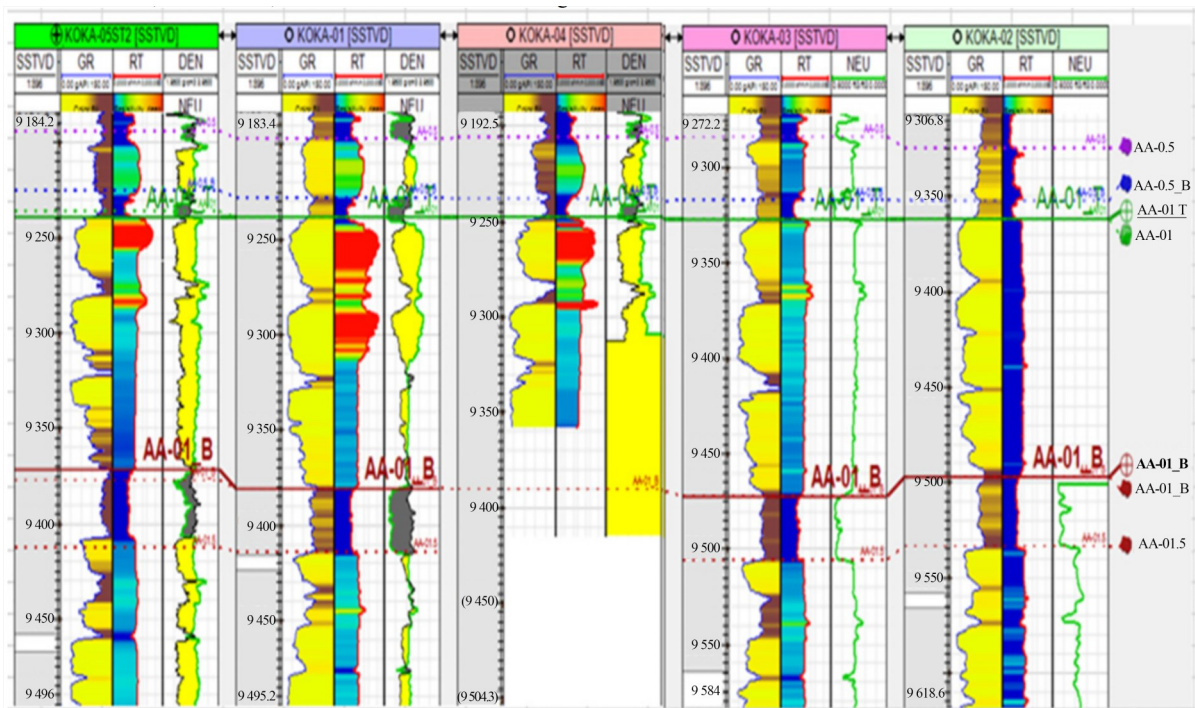 KOKA-05ST2 [SSTVD]
KOKA-01 [SSTVD]
KOKA-04 [SSTVD]
KOKA-03 [SSTVD]
KOKA-02 [SSTVD]
SSTVD GR RT DEN
SSTVD GR RT DEN
SSTVD GR RT DEN
SSTVD GR RT NEU
SSTVD GR RT NEU
NEU
NEU
NEU
9 184.2
9 250
9 300
9 350
9 400
9 450
9 496
9 183.4
9 250
9 300
9 350
9 400
9 450
9 495.2
9 192.5
9 250
9 300
9 350
9 400
(9 450)
(9 504.3)
9 272.2
9 300
9 350
9 400
9 450
9 500
9 550
9 584
9 306.8
9 350
9 400
9 450
9 500
9 550
9 618.6
AA-01_B
AA-01_B
AA-01_B
AA-01_B
AA-0.5
AA-0.5_B
AA-01 T
AA-01
AA-01_B
AA-01_B
AA-01.5